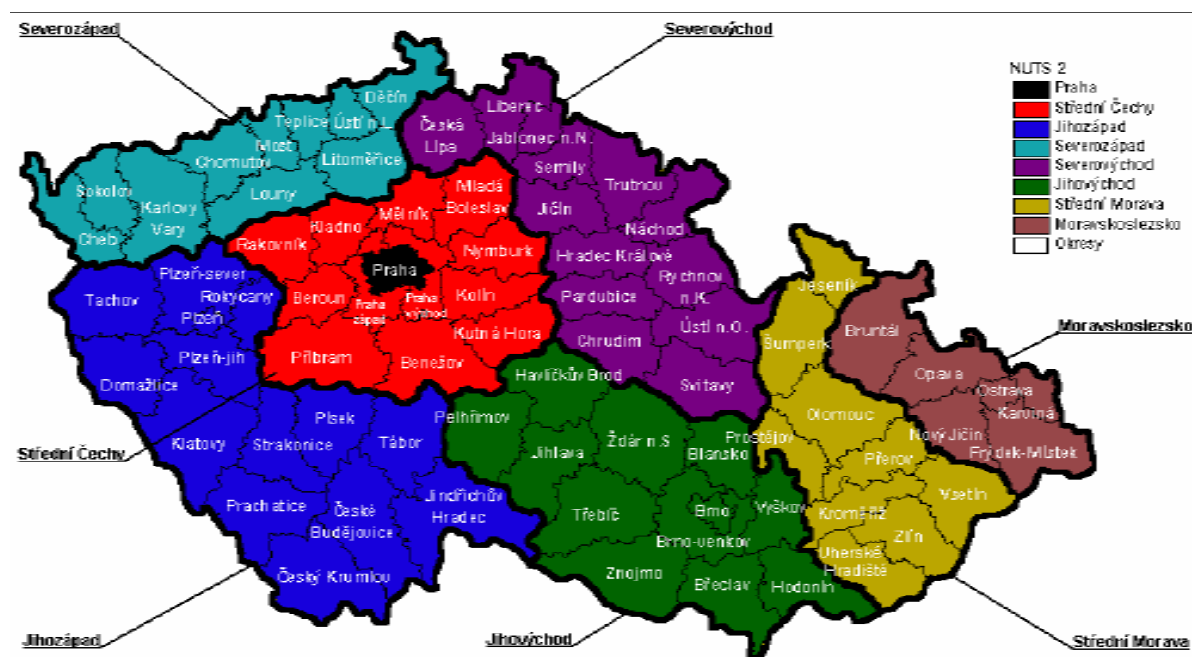 Severozápad
Severovýchod
NUTS 2
Praha
Střední Čechy
Jihozápad
Severozápad
Severovýchod
Jihovýchod
Střední Morava
Moravskoslezsko
Okresy
Děčín
Teplice
Ústí n.L.
Most
Chomutov
Litoměřice
Louny
Sokolov
Karlovy
Vary
Cheb
Liberec
Česká
Lípa
Jablonec n.N.
Semily
Trutnov
Jičín
Náchod
Hradec Králové
Rychnov
n.K.
Pardubice
Ústí n.O.
Chrudim
Svitavy
Mladá
Boleslav
Mělník
Kladno
Rakovník
Nymburk
Praha
Beroun
Praha
západ
Praha
východ
Kolín
Kutná Hora
Příbram
Benešov
Plzeň-sever
Tachov
Rokycany
Plzeň
Plzeň-jih
Domažlice
Klatovy
Písek
Strakonice
Tábor
Prachatice
České
Budějovice
Jindřichův
Hradec
Český Krumlov
Havlíčkův Brod
Pelhřimov
Jihlava
Žďár n.S
Blansko
Třebíč
Brno
Vyškov
Brno-venkov
Znojmo
Břeclav
Hodonín
Jeseník
Šumperk
Olomouc
Prostějov
Přerov
Kroměříž
Vsetín
Zlín
Uherské
Hradiště
Bruntál
Opava
Ostrava
Karviná
Nový Jičín
Frýdek-Místek
Moravskoslezsko
Střední Čechy
Jihozápad
Jihovýchod
Střední Morava